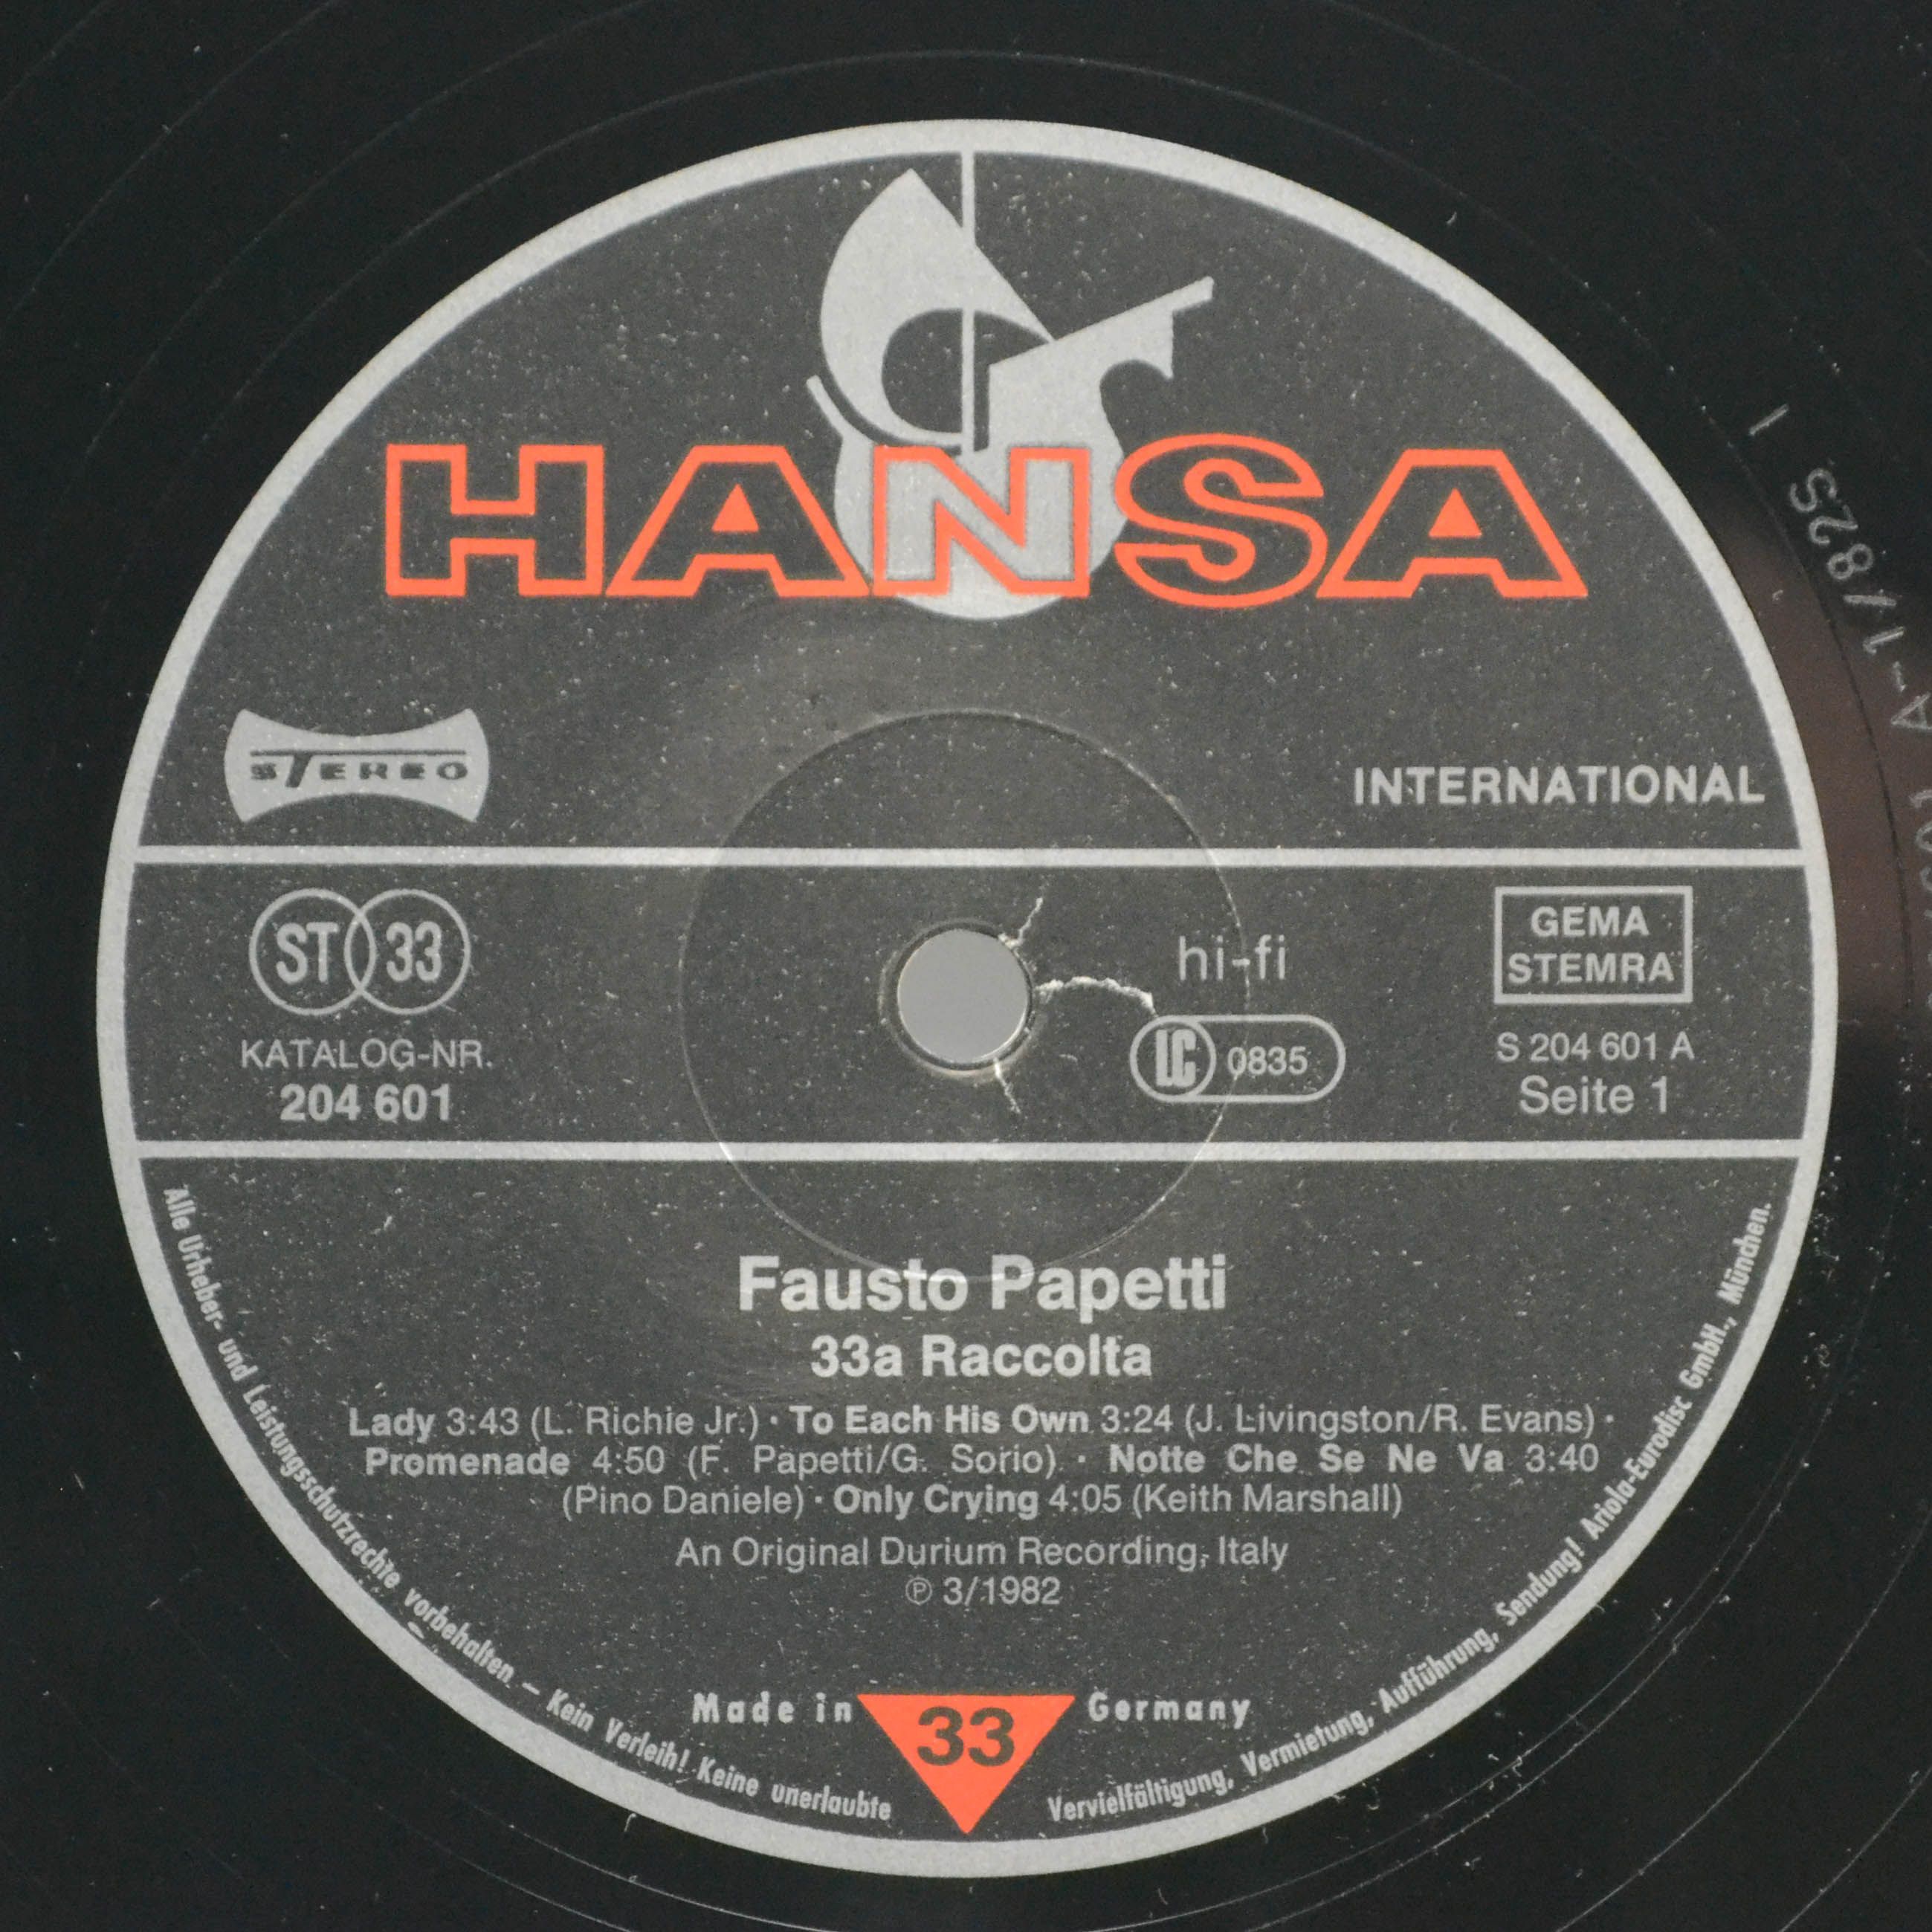 HANSA
STEREO
INTERNATIONAL
ST 33
hi-fi
GEMA
STEMRA
KATALOG-NR.
204 601
LC 0835
S 204 601 A
Seite 1
Fausto Papetti
33a Raccolta
Lady 3:43 (L. Richie Jr.) · To Each His Own 3:24 (J. Livingston/R. Evans) ·
Promenade 4:50 (F. Papetti/G. Sorio) · Notte Che Se Ne Va 3:40
(Pino Daniele) · Only Crying 4:05 (Keith Marshall)
An Original Durium Recording, Italy
℗ 3/1982
Made in 33 Germany
Alle Urheber- und Leistungsschutzrechte vorbehalten. – Kein Verleih! Keine unerlaubte Vervielfältigung, Vermietung, Aufführung, Sendung! Ariola-Eurodisc GmbH., München.